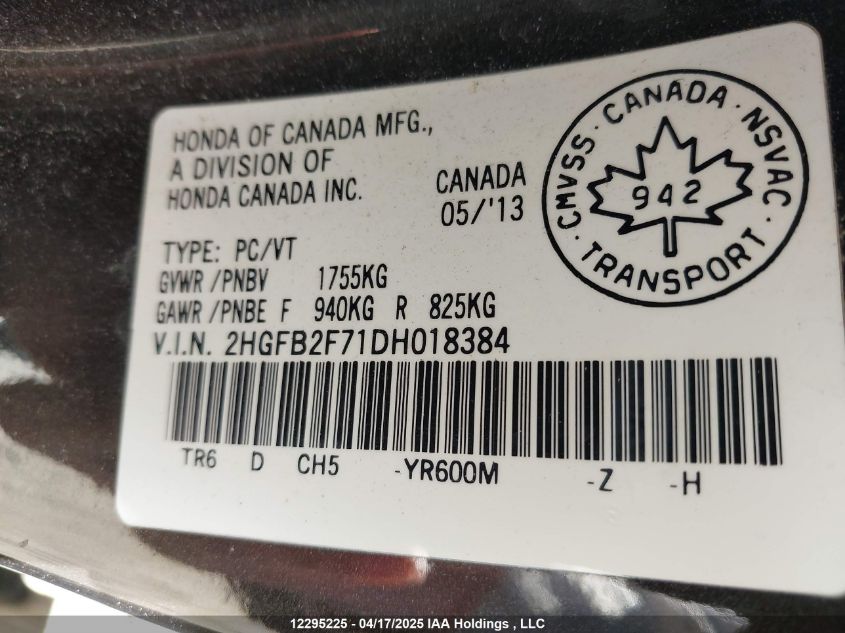 HONDA OF CANADA MFG.,
A DIVISION OF
HONDA CANADA INC.
CANADA
05/'13
CMVSS · CANADA · NSVAC · TRANSPORT ·
942
TYPE: PC/VT
GVWR /PNBV 1755KG
GAWR /PNBE F 940KG R 825KG
V.I.N. 2HGFB2F71DH018384
TR6 D CH5 -YR600M -Z -H
12295225 - 04/17/2025 IAA Holdings , LLC